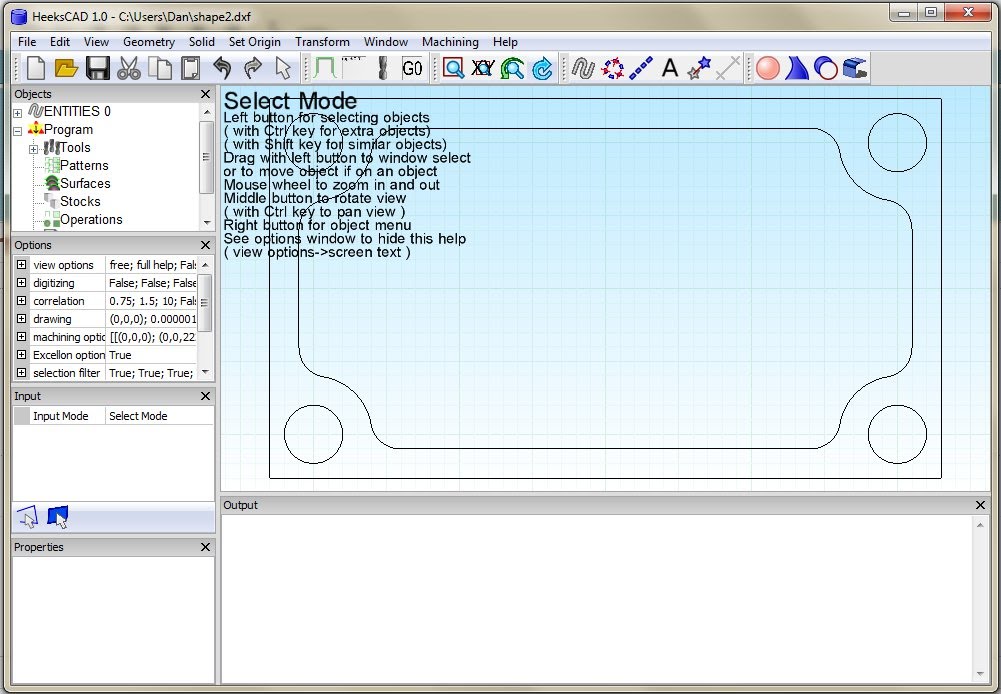 HeeksCAD 1.0 - C:\Users\Dan\shape2.dxf
File Edit View Geometry Solid Set Origin Transform Window Machining Help
G0 A
Objects
ENTITIES 0
Program
Tools
Patterns
Surfaces
Stocks
Operations
Options
view options free; full help; Fal
digitizing False; False; False
correlation 0.75; 1.5; 10; Fal
drawing (0,0,0); 0.000001
machining optic [[(0,0,0); (0,0,22
Excellon option True
selection filter True; True; True;
Input
Input Mode Select Mode
Properties
Select Mode
Left button for selecting objects
( with Ctrl key for extra objects)
( with Shift key for similar objects)
Drag with left button to window select
or to move object if on an object
Mouse wheel to zoom in and out
Middle button to rotate view
( with Ctrl key to pan view )
Right button for object menu
See options window to hide this help
( view options->screen text )
Output